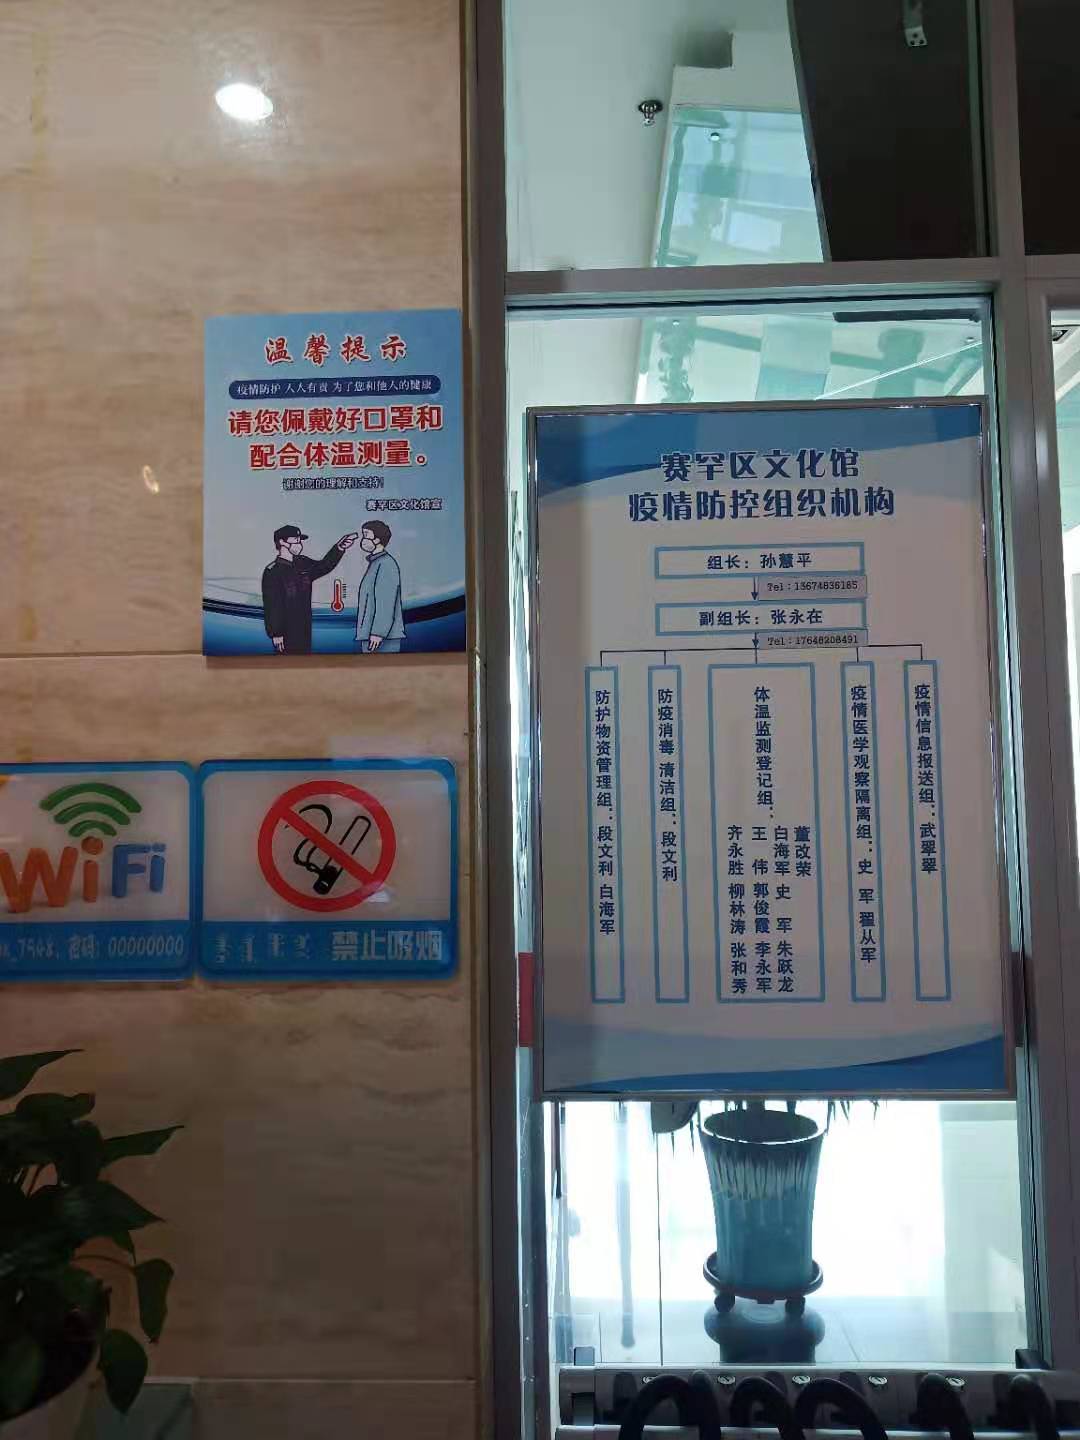 温馨提示
疫情防护 人人有责 为了您和他人的健康
请您佩戴好口罩和
配合体温测量。
谢谢您的理解和支持!
赛罕区文化馆宣
WiFi
7548, 密码:00000000
禁止吸烟
赛罕区文化馆
疫情防控组织机构
组长:孙慧平
Tel:13674836185
副组长:张永在
Tel:17648208491
防护物资管理组:段文利 白海军
防疫消毒 清洁组:段文利
体温监测登记组:
董改荣
白海军 史 军 朱跃龙
王 伟 郭俊霞 李永军
齐永胜 柳林涛 张和秀
疫情医学观察隔离组:史 军 翟从军
疫情信息报送组:武翠翠